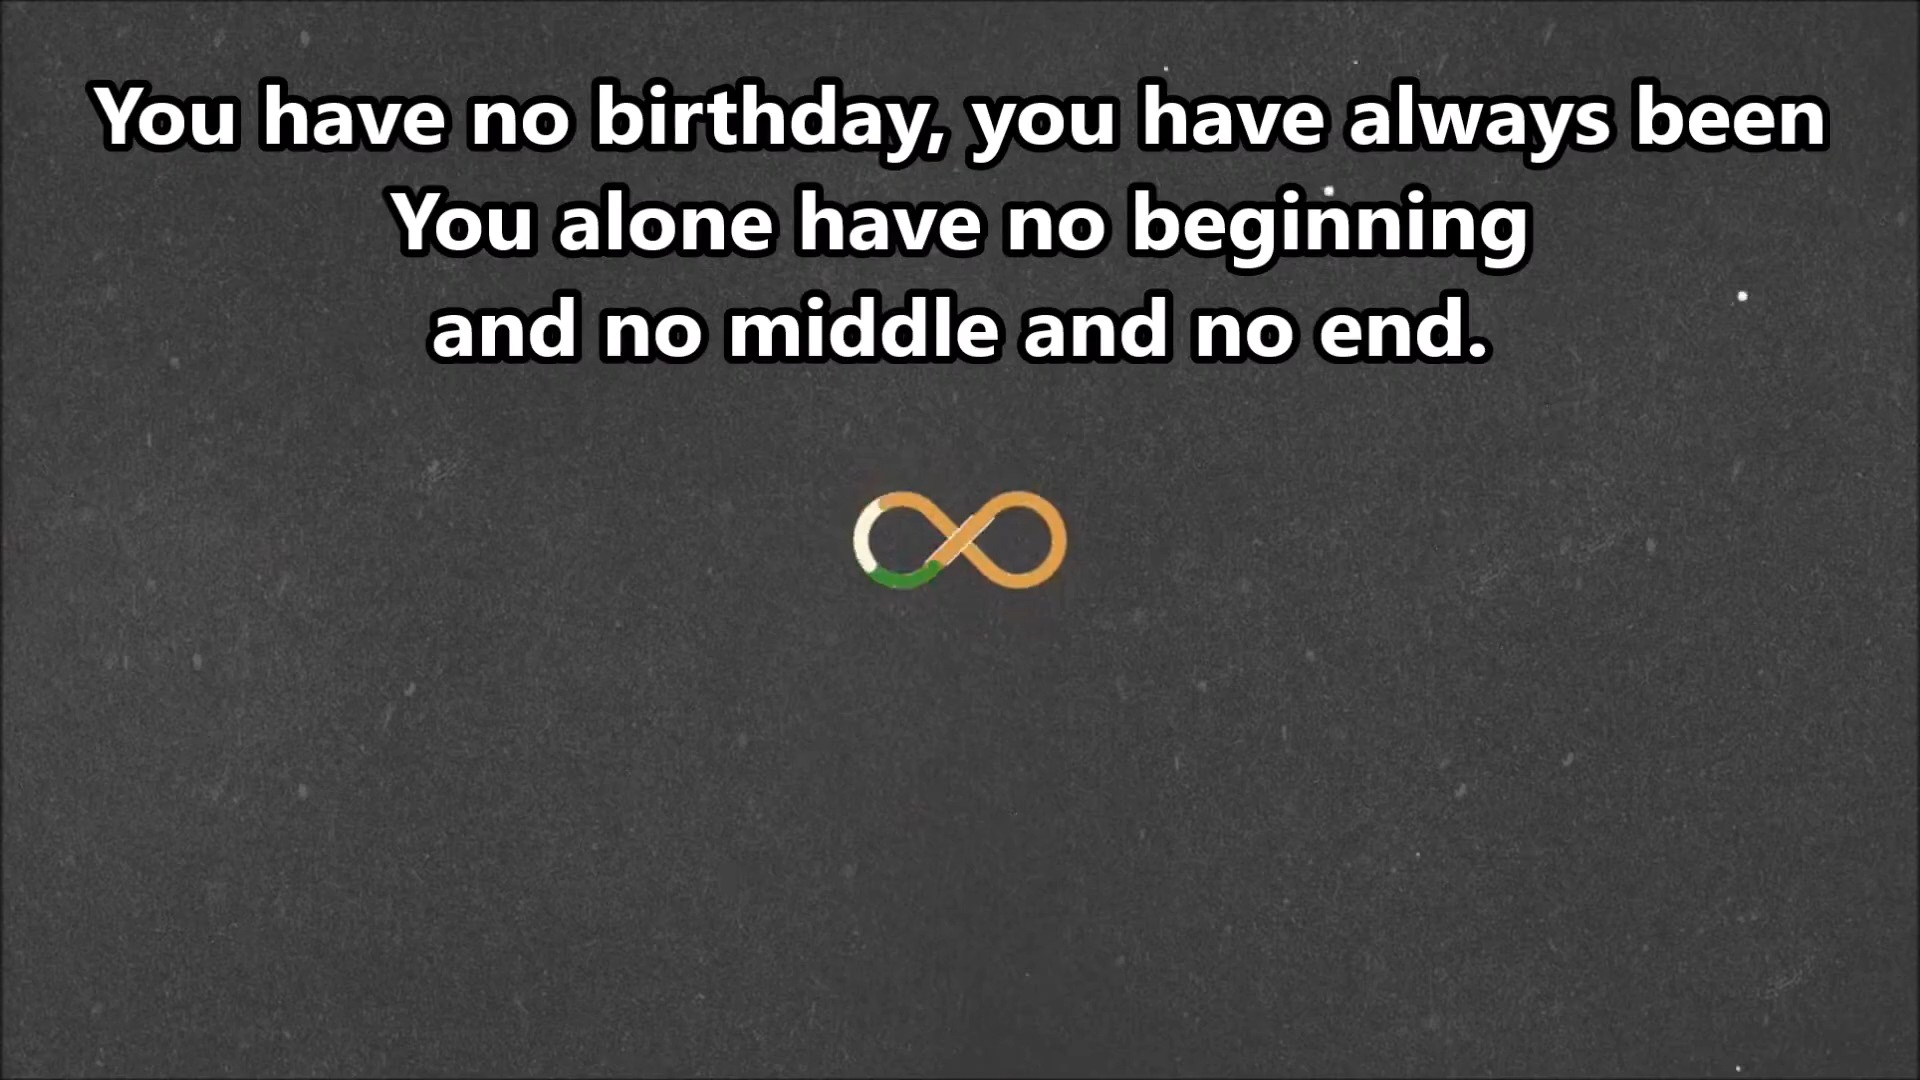 You have no birthday, you have always been
You alone have no beginning
and no middle and no end.